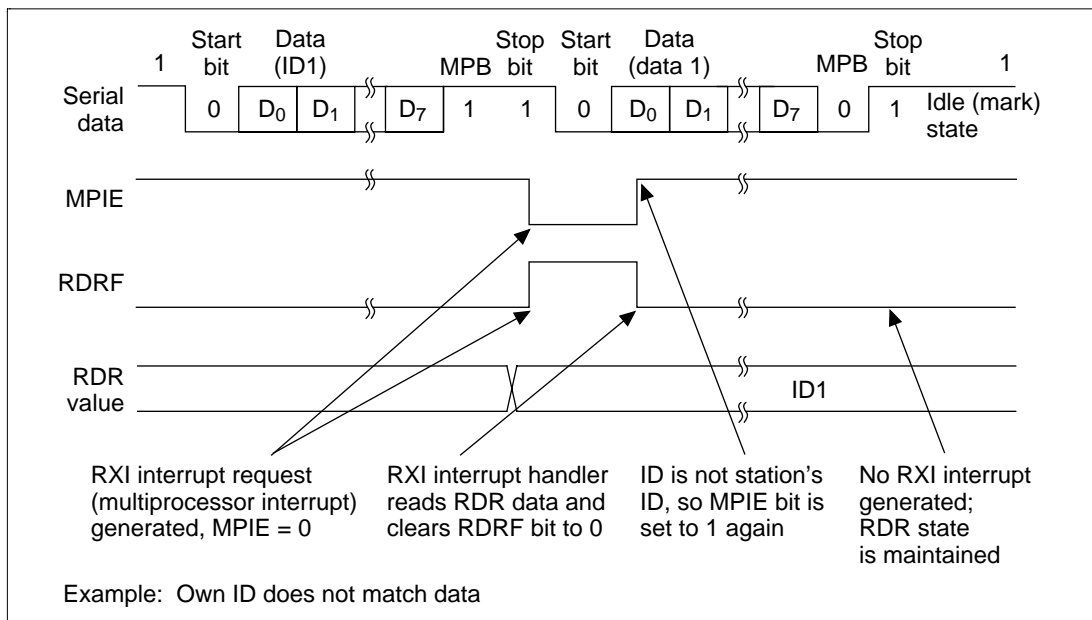 1 Start bit Data (ID1) MPB Stop bit Start bit Data (data 1) MPB Stop bit 1
Serial data 0 D0 D1 D7 1 1 0 D0 D1 D7 0 1 Idle (mark) state
MPIE
RDRF
RDR value ID1
RXI interrupt request
(multiprocessor interrupt)
generated, MPIE = 0
RXI interrupt handler
reads RDR data and
clears RDRF bit to 0
ID is not station's
ID, so MPIE bit is
set to 1 again
No RXI interrupt
generated;
RDR state
is maintained
Example: Own ID does not match data